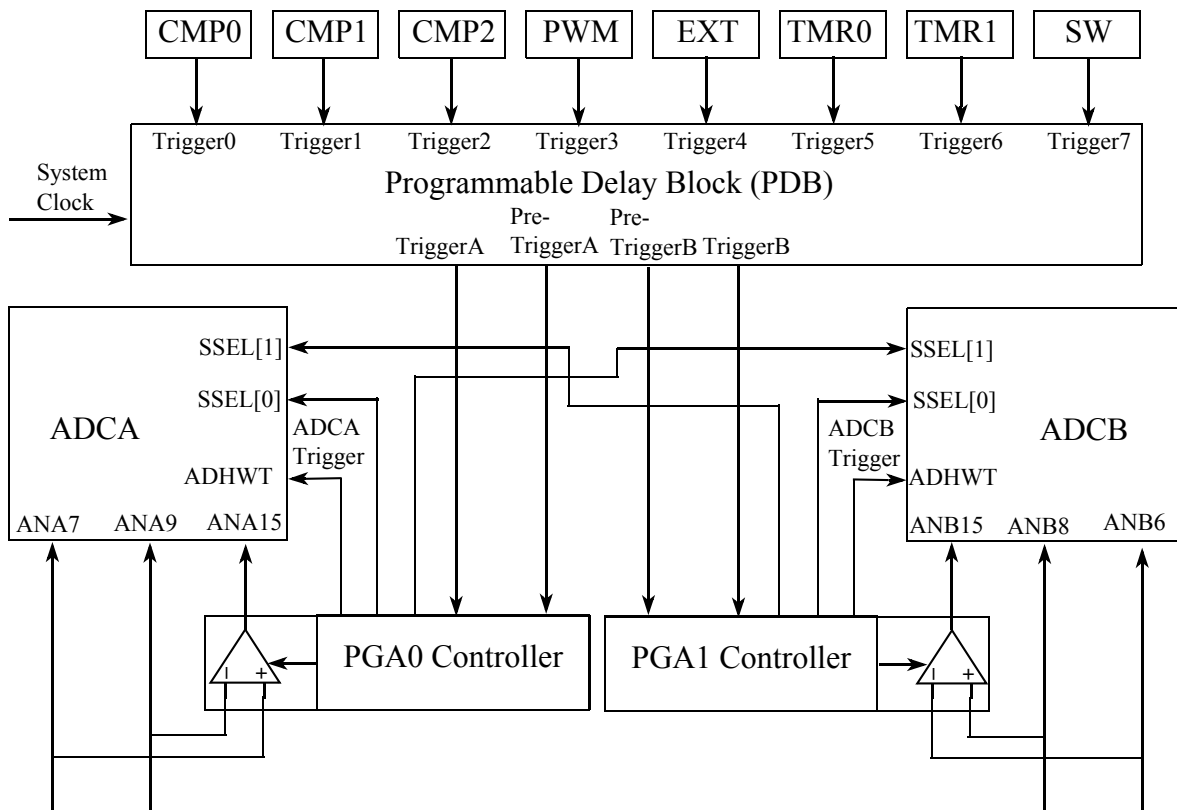 CMP0
CMP1
CMP2
PWM
EXT
TMR0
TMR1
SW
Trigger0
Trigger1
Trigger2
Trigger3
Trigger4
Trigger5
Trigger6
Trigger7
System
Clock
Programmable Delay Block (PDB)
TriggerA
Pre-
TriggerA
Pre-
TriggerB
TriggerB
SSEL[1]
SSEL[0]
ADCA
ADCA
Trigger
ADHWT
ANA7
ANA9
ANA15
SSEL[1]
SSEL[0]
ADCB
Trigger
ADCB
ADHWT
ANB15
ANB8
ANB6
PGA0 Controller
– +
PGA1 Controller
– +